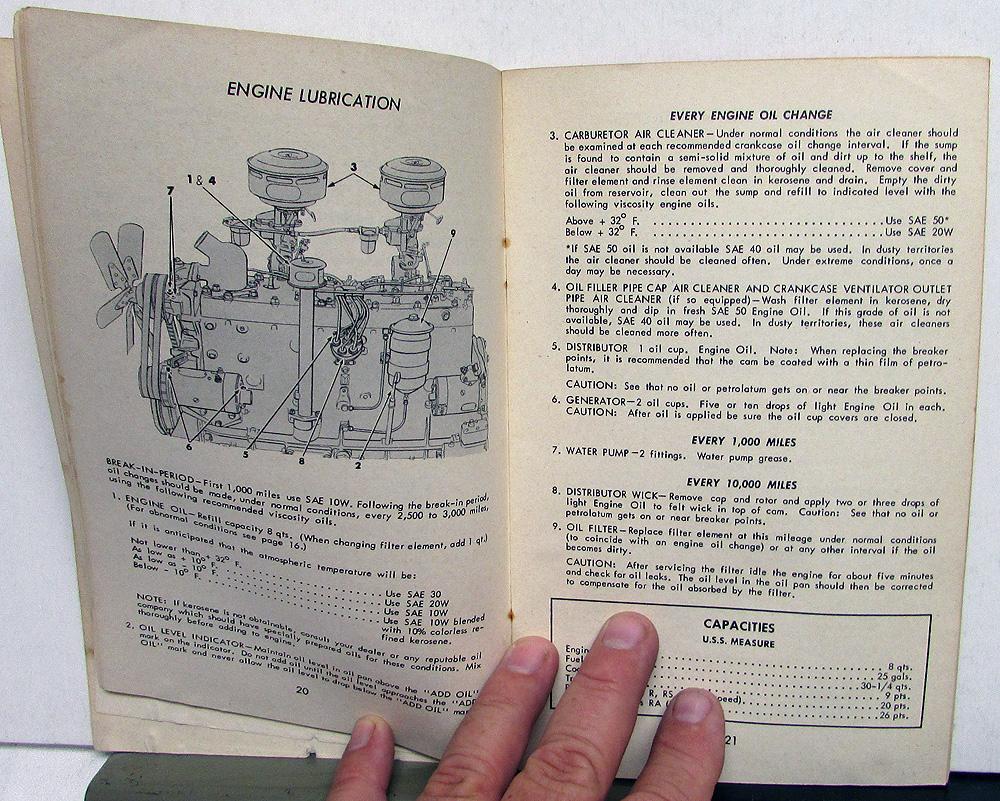 ENGINE LUBRICATION
7
1 & 4
3
9
6
5
8
2
BREAK-IN-PERIOD—First 1,000 miles use SAE 10W. Following the break-in period,
oil changes should be made, under normal conditions, every 2,500 to 3,000 miles,
using the following recommended viscosity oils.
1. ENGINE OIL—Refill capacity 8 qts. (When changing filter element, add 1 qt.)
(For abnormal conditions see page 16.)
If it is anticipated that the atmospheric temperature will be:
Not lower than + 32° F. . . . . . . . . . . . . . . . . . Use SAE 30
As low as + 10° F. . . . . . . . . . . . . . . . . . Use SAE 20W
As low as - 10° F. . . . . . . . . . . . . . . . . . Use SAE 10W
Below - 10° F. . . . . . . . . . . . . . . . . . Use SAE 10W blended
with 10% colorless re-
fined kerosene.
NOTE: If kerosene is not obtainable, consult your dealer or any reputable oil
company which should have specially prepared oils for these conditions. Mix
thoroughly before adding to engine.
2. OIL LEVEL INDICATOR—Maintain oil level in oil pan above the "ADD OIL"
mark on the indicator. Do not add oil until the oil level approaches the "ADD
OIL" mark and never allow the oil level to drop below the "ADD OIL" mark
20
EVERY ENGINE OIL CHANGE
3. CARBURETOR AIR CLEANER—Under normal conditions the air cleaner should
be examined at each recommended crankcase oil change interval. If the sump
is found to contain a semi-solid mixture of oil and dirt up to the shelf, the
air cleaner should be removed and thoroughly cleaned. Remove cover and
filter element and rinse element clean in kerosene and drain. Empty the dirty
oil from reservoir, clean out the sump and refill to indicated level with the
following viscosity engine oils.
Above + 32° F. . . . . . . . . . . . . . . . . . Use SAE 50*
Below + 32° F. . . . . . . . . . . . . . . . . . Use SAE 20W
*If SAE 50 oil is not available SAE 40 oil may be used. In dusty territories
the air cleaner should be cleaned often. Under extreme conditions, once a
day may be necessary.
4. OIL FILLER PIPE CAP AIR CLEANER AND CRANKCASE VENTILATOR OUTLET
PIPE AIR CLEANER (if so equipped)—Wash filter element in kerosene, dry
thoroughly and dip in fresh SAE 50 Engine Oil. If this grade of oil is not
available, SAE 40 oil may be used. In dusty territories, these air cleaners
should be cleaned more often.
5. DISTRIBUTOR 1 oil cup. Engine Oil. Note: When replacing the breaker
points, it is recommended that the cam be coated with a thin film of petro-
latum.
CAUTION: See that no oil or petrolatum gets on or near the breaker points.
6. GENERATOR—2 oil cups. Five or ten drops of light Engine Oil in each.
CAUTION: After oil is applied be sure the oil cup covers are closed.
EVERY 1,000 MILES
7. WATER PUMP—2 fittings. Water pump grease.
EVERY 10,000 MILES
8. DISTRIBUTOR WICK—Remove cap and rotor and apply two or three drops of
light Engine Oil to felt wick in top of cam. Caution: See that no oil or
petrolatum gets on or near breaker points.
9. OIL FILTER—Replace filter element at this mileage under normal conditions
(to coincide with an engine oil change) or at any other interval if the oil
becomes dirty.
CAUTION: After servicing the filter idle the engine for about five minutes
and check for oil leaks. The oil level in the oil pan should then be corrected
to compensate for the oil absorbed by the filter.
CAPACITIES
U.S.S. MEASURE
Engin . . . . . . . . . . . . 8 qts.
Fuel . . . . . . . . . . . . 25 gals.
Coo . . . . . . . . . . . . 30-1/4 qts.
Tr . . . . . . . . . . . . 9 pts.
R, RS peed) . . . . . . . . . . . . 20 pts.
RA ( . . . . . . . . . . . . 26 pts.
21